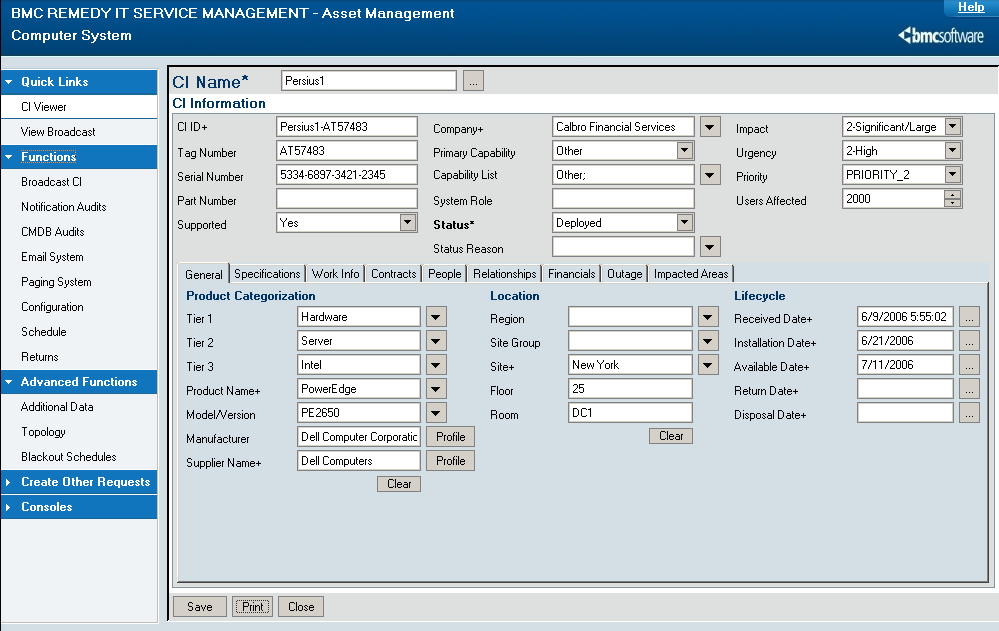 BMC REMEDY IT SERVICE MANAGEMENT - Asset Management
Help
Computer System
bmcsoftware
Quick Links
CI Viewer
View Broadcast
Functions
Broadcast CI
Notification Audits
CMDB Audits
Email System
Paging System
Configuration
Schedule
Returns
Advanced Functions
Additional Data
Topology
Blackout Schedules
Create Other Requests
Consoles
CI Name* Persius1 ...
CI Information
CI ID+ Persius1-AT57483
Tag Number AT57483
Serial Number 5334-6897-3421-2345
Part Number
Supported Yes
Company+ Calbro Financial Services
Primary Capability Other
Capability List Other;
System Role
Status* Deployed
Status Reason
Impact 2-Significant/Large
Urgency 2-High
Priority PRIORITY_2
Users Affected 2000
General Specifications Work Info Contracts People Relationships Financials Outage Impacted Areas
Product Categorization
Tier 1 Hardware
Tier 2 Server
Tier 3 Intel
Product Name+ PowerEdge
Model/Version PE2650
Manufacturer Dell Computer Corporatic Profile
Supplier Name+ Dell Computers Profile
Clear
Location
Region
Site Group
Site+ New York
Floor 25
Room DC1
Clear
Lifecycle
Received Date+ 6/9/2006 5:55:02 ...
Installation Date+ 6/21/2006 ...
Available Date+ 7/11/2006 ...
Return Date+ ...
Disposal Date+ ...
Save Print Close